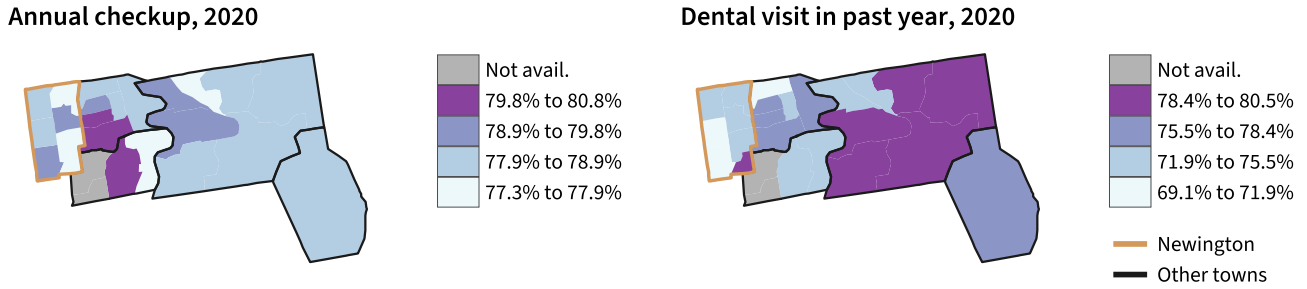 Annual checkup, 2020
Not avail.
79.8% to 80.8%
78.9% to 79.8%
77.9% to 78.9%
77.3% to 77.9%
Dental visit in past year, 2020
Not avail.
78.4% to 80.5%
75.5% to 78.4%
71.9% to 75.5%
69.1% to 71.9%
Newington
Other towns